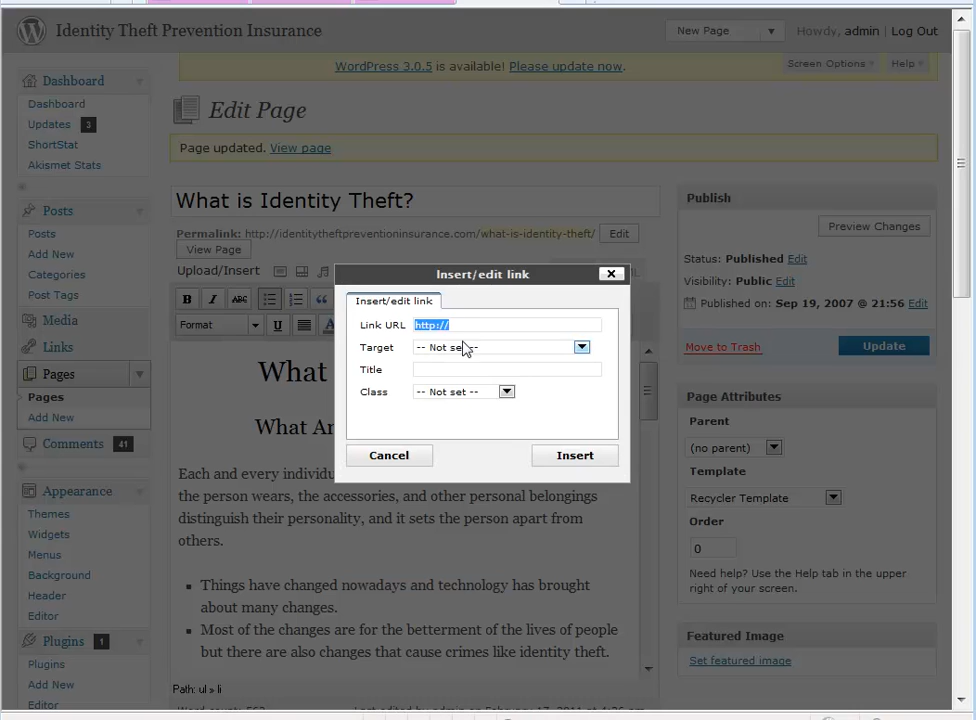 Identity Theft Prevention Insurance
New Page
Howdy, admin | Log Out
WordPress 3.0.5 is available! Please update now.
Screen Options
Help
Edit Page
Page updated. View page
Dashboard
Dashboard
Updates 3
ShortStat
Akismet Stats
Posts
Posts
Add New
Categories
Post Tags
Media
Links
Pages
Pages
Add New
Comments 41
Appearance
Themes
Widgets
Menus
Background
Header
Editor
Plugins 1
Plugins
Add New
Editor
What is Identity Theft?
Permalink: http://identitytheftpreventioninsurance.com/what-is-identity-theft/ Edit
View Page
Upload/Insert
B I ABC
Format
U
A
What
What Ar
Each and every individu
the person wears, the accessories, and other personal belongings
distinguish their personality, and it sets the person apart from
others.
Things have changed nowadays and technology has brought
about many changes.
Most of the changes are for the betterment of the lives of people
but there are also changes that cause crimes like identity theft.
Path: ul » li
Insert/edit link
Insert/edit link
Link URL http://
Target -- Not set --
Title
Class -- Not set --
Cancel
Insert
Publish
Preview Changes
Status: Published Edit
Visibility: Public Edit
Published on: Sep 19, 2007 @ 21:56 Edit
Move to Trash
Update
Page Attributes
Parent
(no parent)
Template
Recycler Template
Order
0
Need help? Use the Help tab in the upper
right of your screen.
Featured Image
Set featured image